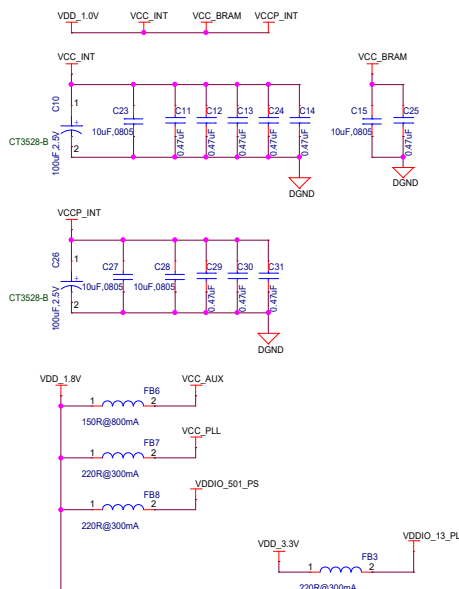 VDD_1.0V VCC_INT VCC_BRAM VCCP_INT
VCC_INT VCC_BRAM
C10 1 C23 C11 C12 C13 C24 C14 C15 C25
+
CT3528-B 100uF,2.5V 10uF,0805 0.47uF 0.47uF 0.47uF 0.47uF 0.47uF 10uF,0805 0.47uF
2
DGND DGND
VCCP_INT
C26 1 C27 C28 C29 C30 C31
+
CT3528-B 100uF,2.5V 10uF,0805 10uF,0805 0.47uF 0.47uF 0.47uF
2
DGND
VDD_1.8V VCC_AUX
1 FB6 2
150R@800mA
VCC_PLL
1 FB7 2
220R@300mA
VDDIO_501_PS
1 FB8 2
220R@300mA
VDD_3.3V VDDIO_13_PL
1 FB3 2
220R@300mA